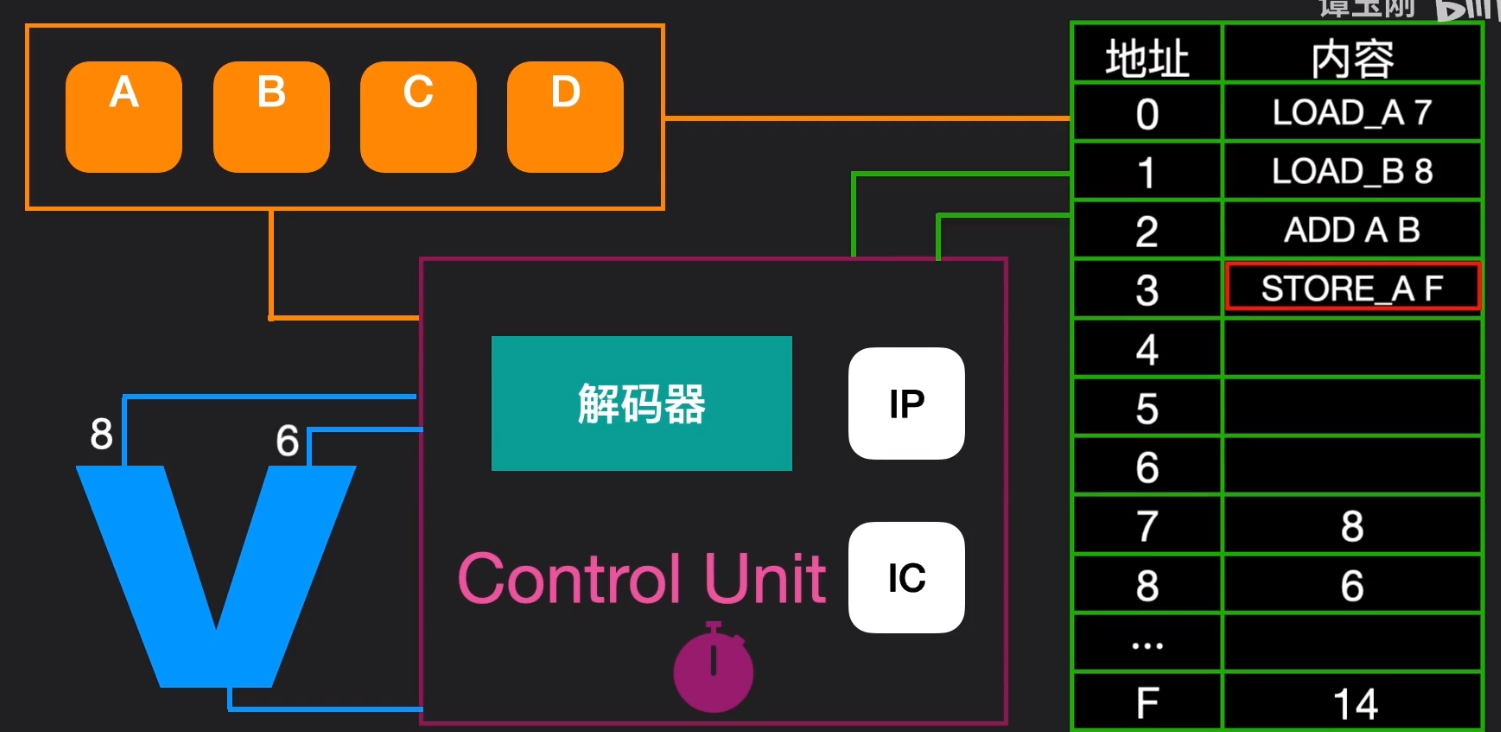 谭玉刚
A B C D
地址 内容
0 LOAD_A 7
1 LOAD_B 8
2 ADD A B
3 STORE_A F
4
5
6
7 8
8 6
...
F 14
解码器
IP
8
6
Control Unit
IC